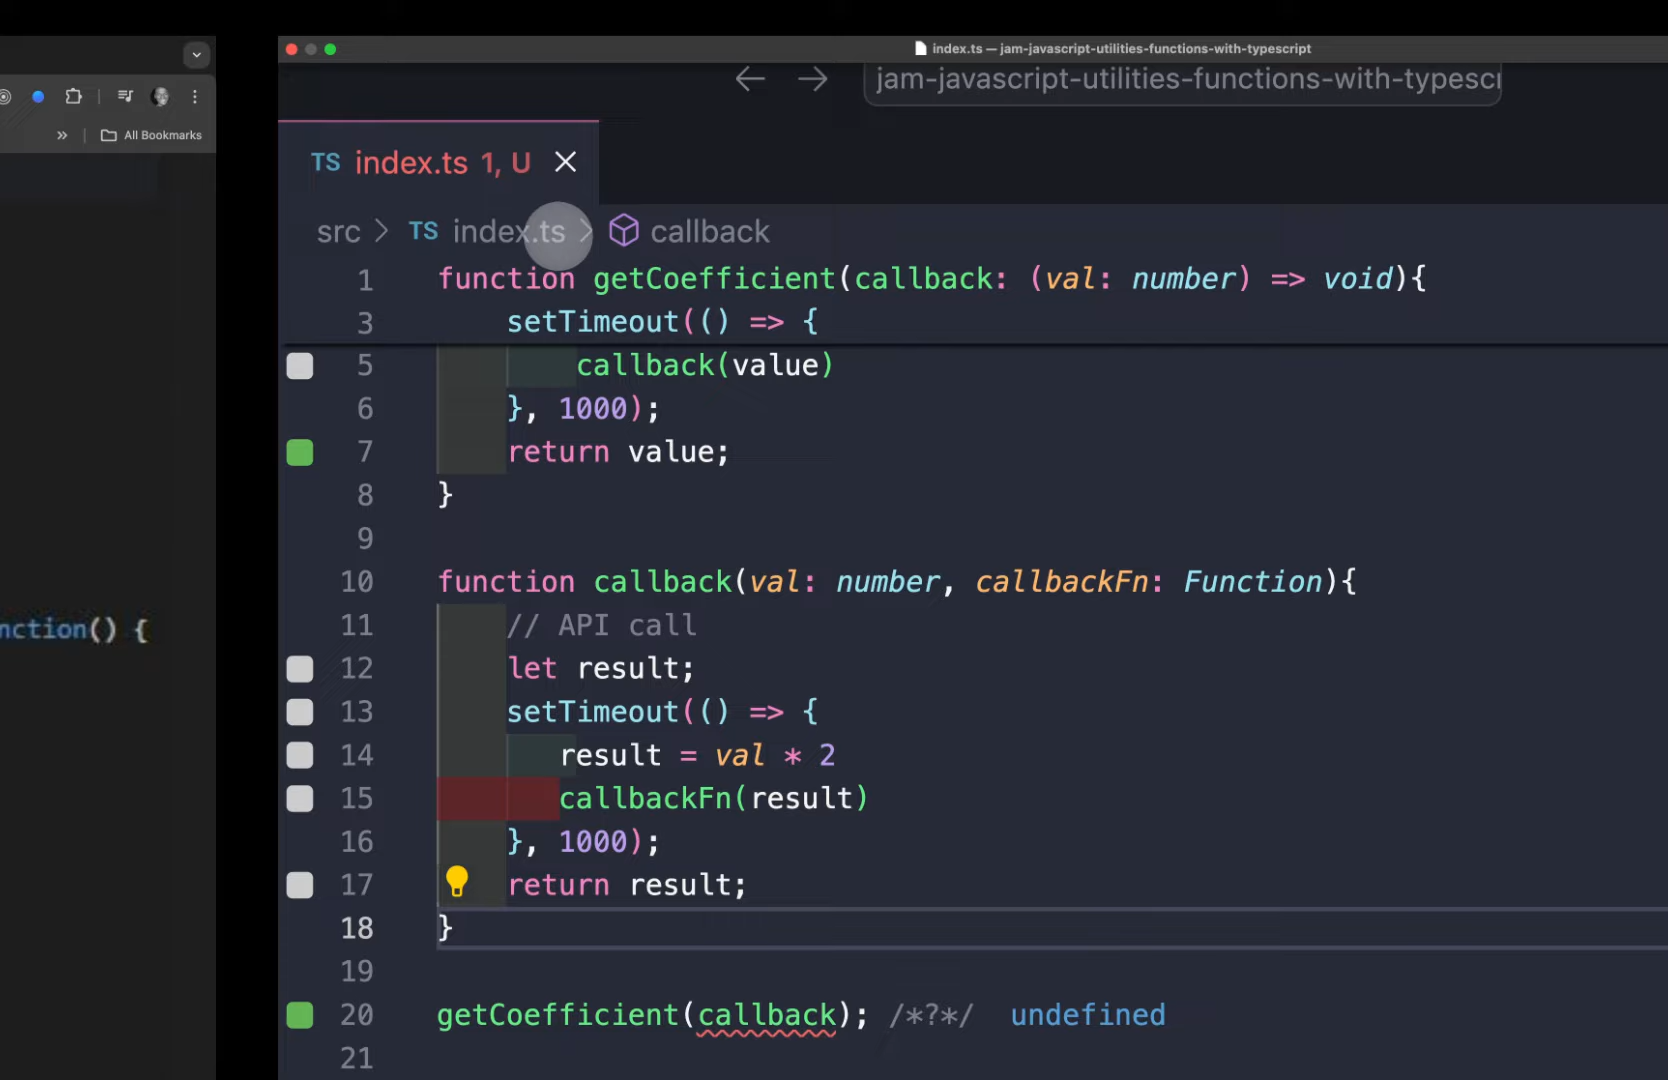 index.ts — jam-javascript-utilities-functions-with-typescript
jam-javascript-utilities-functions-with-typescr
All Bookmarks
TS index.ts 1, U
src > TS index.ts > callback
1 function getCoefficient(callback: (val: number) => void){
3 setTimeout(() => {
5 callback(value)
6 }, 1000);
7 return value;
8 }
9
10 function callback(val: number, callbackFn: Function){
11 // API call
12 let result;
13 setTimeout(() => {
14 result = val * 2
15 callbackFn(result)
16 }, 1000);
17 return result;
18 }
19
20 getCoefficient(callback); /*?*/ undefined
21
nction() {